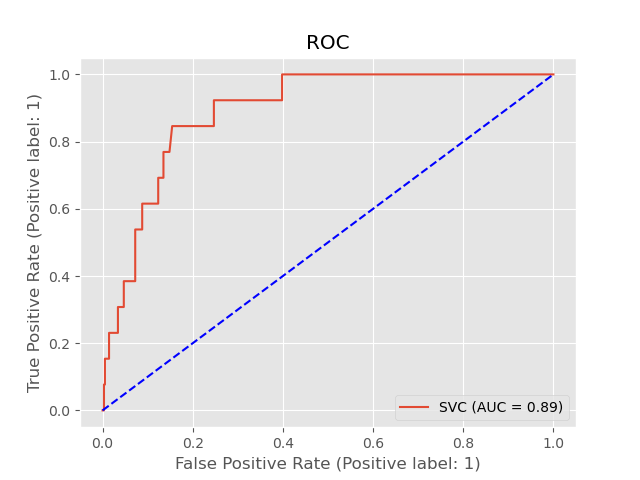 ROC
True Positive Rate (Positive label: 1)
1.0
0.8
0.6
0.4
0.2
0.0
SVC (AUC = 0.89)
0.0 0.2 0.4 0.6 0.8 1.0
False Positive Rate (Positive label: 1)